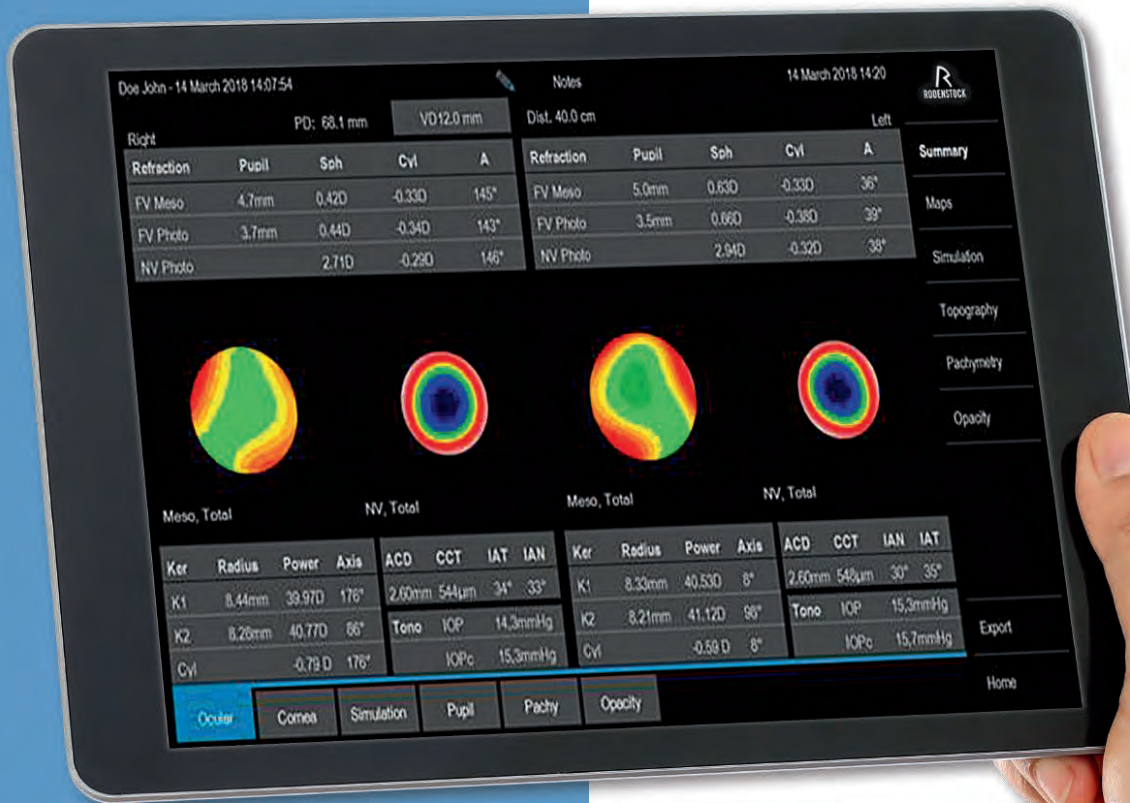 Doe John - 14 March 2018 14:07:54 Notes 14 March 2018 14:20
R
RODENSTOCK
Right PD: 68.1 mm VD12.0 mm Dist. 40.0 cm Left
Refraction Pupil Sph Cyl A
FV Meso 4.7mm 0.42D -0.33D 145°
FV Photo 3.7mm 0.44D -0.34D 143°
NV Photo 2.71D -0.29D 146°
Refraction Pupil Sph Cyl A
FV Meso 5.0mm 0.63D -0.33D 36°
FV Photo 3.5mm 0.66D -0.38D 39°
NV Photo 2.94D -0.32D 38°
Meso, Total NV, Total Meso, Total NV, Total
Ker Radius Power Axis
K1 8.44mm 39.97D 176°
K2 8.28mm 40.77D 86°
Cyl -0.79 D 176°
ACD CCT IAT IAN
2.60mm 544µm 34° 33°
Tono IOP 14,3mmHg
IOPc 15,3mmHg
Ker Radius Power Axis
K1 8.33mm 40.53D 8°
K2 8.21mm 41.12D 98°
Cyl -0.59 D 8°
ACD CCT IAN IAT
2.60mm 548µm 30° 35°
Tono IOP 15,3mmHg
IOPc 15,7mmHg
Ocular Cornea Simulation Pupil Pachy Opacity
Summary
Maps
Simulation
Topography
Pachymetry
Opacity
Export
Home